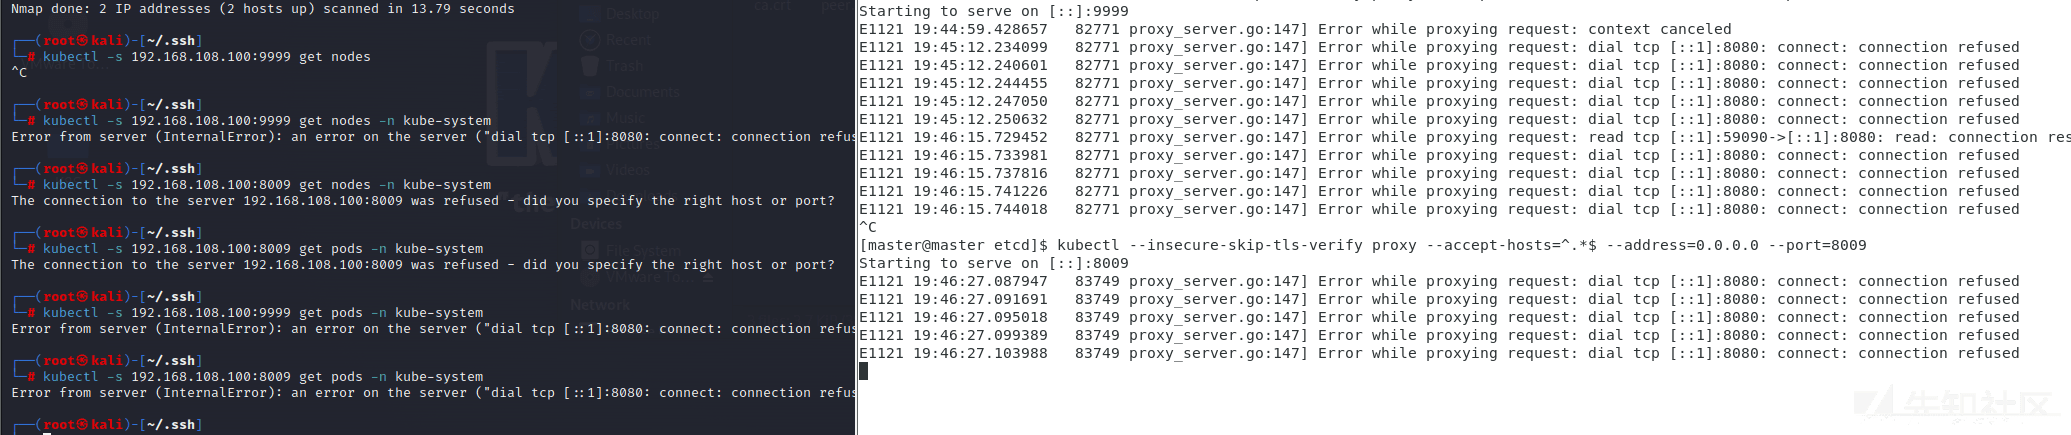 Nmap done: 2 IP addresses (2 hosts up) scanned in 13.79 seconds
┌──(root㉿kali)-[~/.ssh]
└─# kubectl -s 192.168.108.100:9999 get nodes
^C
┌──(root㉿kali)-[~/.ssh]
└─# kubectl -s 192.168.108.100:9999 get nodes -n kube-system
Error from server (InternalError): an error on the server ("dial tcp [::1]:8080: connect: connection refus
┌──(root㉿kali)-[~/.ssh]
└─# kubectl -s 192.168.108.100:8009 get nodes -n kube-system
The connection to the server 192.168.108.100:8009 was refused - did you specify the right host or port?
┌──(root㉿kali)-[~/.ssh]
└─# kubectl -s 192.168.108.100:8009 get pods -n kube-system
The connection to the server 192.168.108.100:8009 was refused - did you specify the right host or port?
┌──(root㉿kali)-[~/.ssh]
└─# kubectl -s 192.168.108.100:9999 get pods -n kube-system
Error from server (InternalError): an error on the server ("dial tcp [::1]:8080: connect: connection refus
┌──(root㉿kali)-[~/.ssh]
└─# kubectl -s 192.168.108.100:8009 get pods -n kube-system
Error from server (InternalError): an error on the server ("dial tcp [::1]:8080: connect: connection refus
┌──(root㉿kali)-[~/.ssh]
ca.crt
Desktop
Recent
Trash
Documents
Music
Pictures
Videos
Devices
File System
Network
Starting to serve on [::]:9999
E1121 19:44:59.428657   82771 proxy_server.go:147] Error while proxying request: context canceled
E1121 19:45:12.234099   82771 proxy_server.go:147] Error while proxying request: dial tcp [::1]:8080: connect: connection refused
E1121 19:45:12.240601   82771 proxy_server.go:147] Error while proxying request: dial tcp [::1]:8080: connect: connection refused
E1121 19:45:12.244455   82771 proxy_server.go:147] Error while proxying request: dial tcp [::1]:8080: connect: connection refused
E1121 19:45:12.247050   82771 proxy_server.go:147] Error while proxying request: dial tcp [::1]:8080: connect: connection refused
E1121 19:45:12.250632   82771 proxy_server.go:147] Error while proxying request: dial tcp [::1]:8080: connect: connection refused
E1121 19:46:15.729452   82771 proxy_server.go:147] Error while proxying request: read tcp [::1]:59090->[::1]:8080: read: connection res
E1121 19:46:15.733981   82771 proxy_server.go:147] Error while proxying request: dial tcp [::1]:8080: connect: connection refused
E1121 19:46:15.737816   82771 proxy_server.go:147] Error while proxying request: dial tcp [::1]:8080: connect: connection refused
E1121 19:46:15.741226   82771 proxy_server.go:147] Error while proxying request: dial tcp [::1]:8080: connect: connection refused
E1121 19:46:15.744018   82771 proxy_server.go:147] Error while proxying request: dial tcp [::1]:8080: connect: connection refused
^C
[master@master etcd]$ kubectl --insecure-skip-tls-verify proxy --accept-hosts=^.*$ --address=0.0.0.0 --port=8009
Starting to serve on [::]:8009
E1121 19:46:27.087947   83749 proxy_server.go:147] Error while proxying request: dial tcp [::1]:8080: connect: connection refused
E1121 19:46:27.091691   83749 proxy_server.go:147] Error while proxying request: dial tcp [::1]:8080: connect: connection refused
E1121 19:46:27.095018   83749 proxy_server.go:147] Error while proxying request: dial tcp [::1]:8080: connect: connection refused
E1121 19:46:27.099389   83749 proxy_server.go:147] Error while proxying request: dial tcp [::1]:8080: connect: connection refused
E1121 19:46:27.103988   83749 proxy_server.go:147] Error while proxying request: dial tcp [::1]:8080: connect: connection refused
先知社区